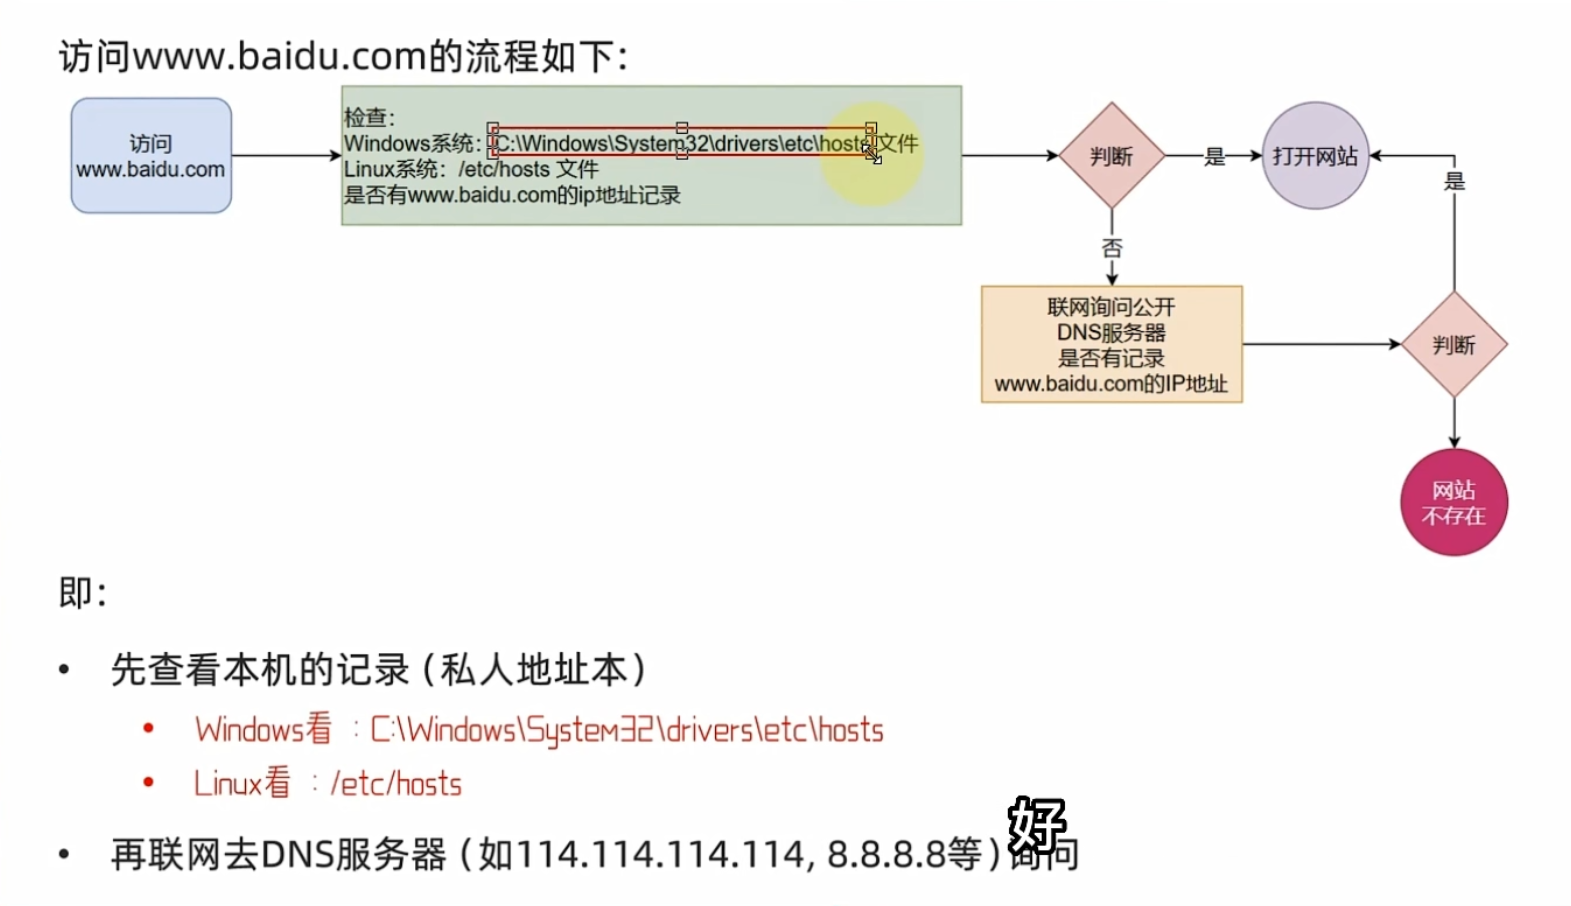 访问www.baidu.com的流程如下：
访问
www.baidu.com
检查：
Windows系统：C:\Windows\System32\drivers\etc\hosts 文件
Linux系统：/etc/hosts 文件
是否有www.baidu.com的ip地址记录
判断
是
打开网站
是
否
联网询问公开
DNS服务器
是否有记录
www.baidu.com的IP地址
判断
网站
不存在
即：
• 先查看本机的记录（私人地址本）
• Windows看：C:\Windows\System32\drivers\etc\hosts
• Linux看：/etc/hosts
• 再联网去DNS服务器（如114.114.114.114, 8.8.8.8等）询问
好